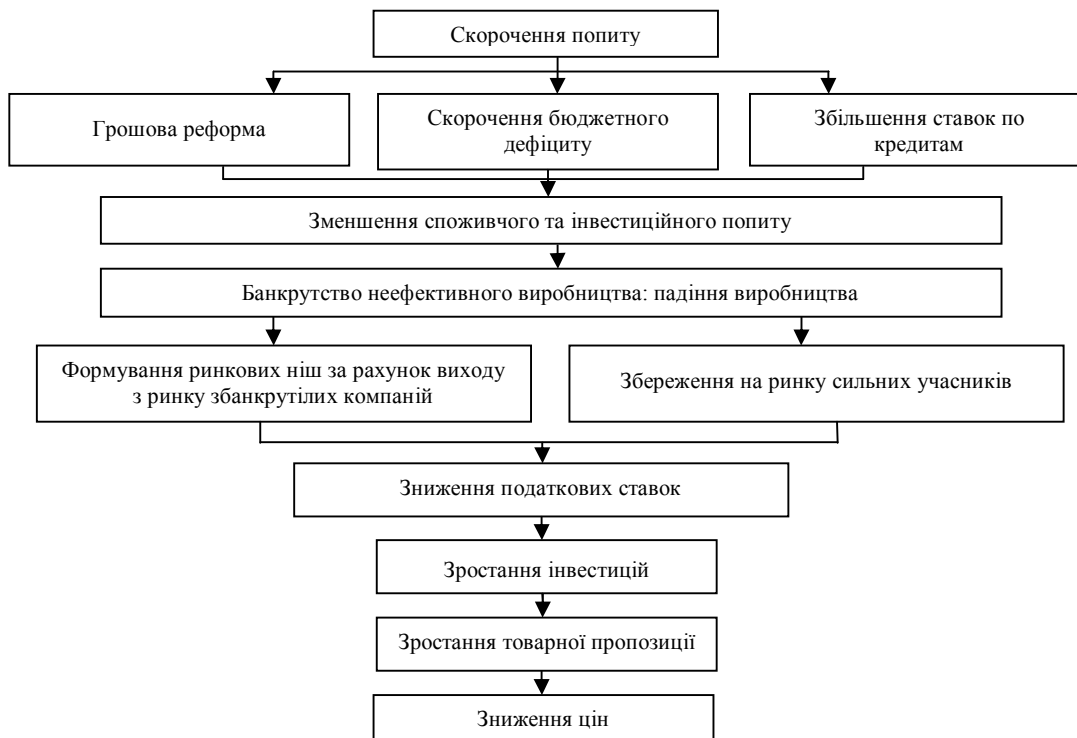 Скорочення попиту
Грошова реформа
Скорочення бюджетного
дефіциту
Збільшення ставок по
кредитам
Зменшення споживчого та інвестиційного попиту
Банкрутство неефективного виробництва: падіння виробництва
Формування ринкових ніш за рахунок виходу
з ринку збанкрутілих компаній
Збереження на ринку сильних учасників
Зниження податкових ставок
Зростання інвестицій
Зростання товарної пропозиції
Зниження цін